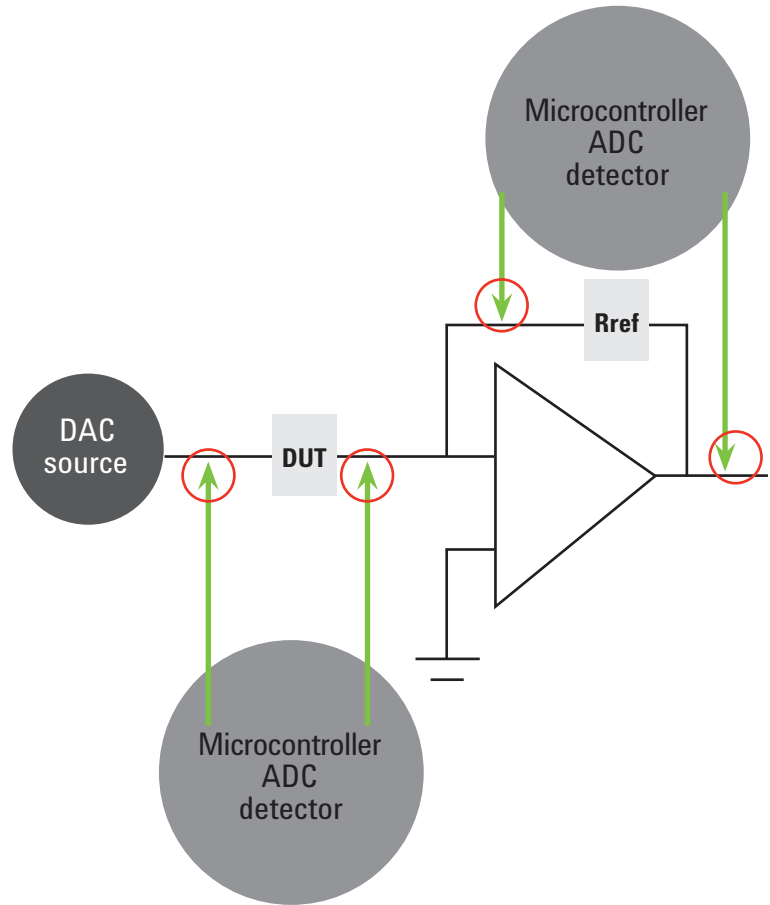 Microcontroller
ADC
detector
Rref
DAC
source
DUT
Microcontroller
ADC
detector